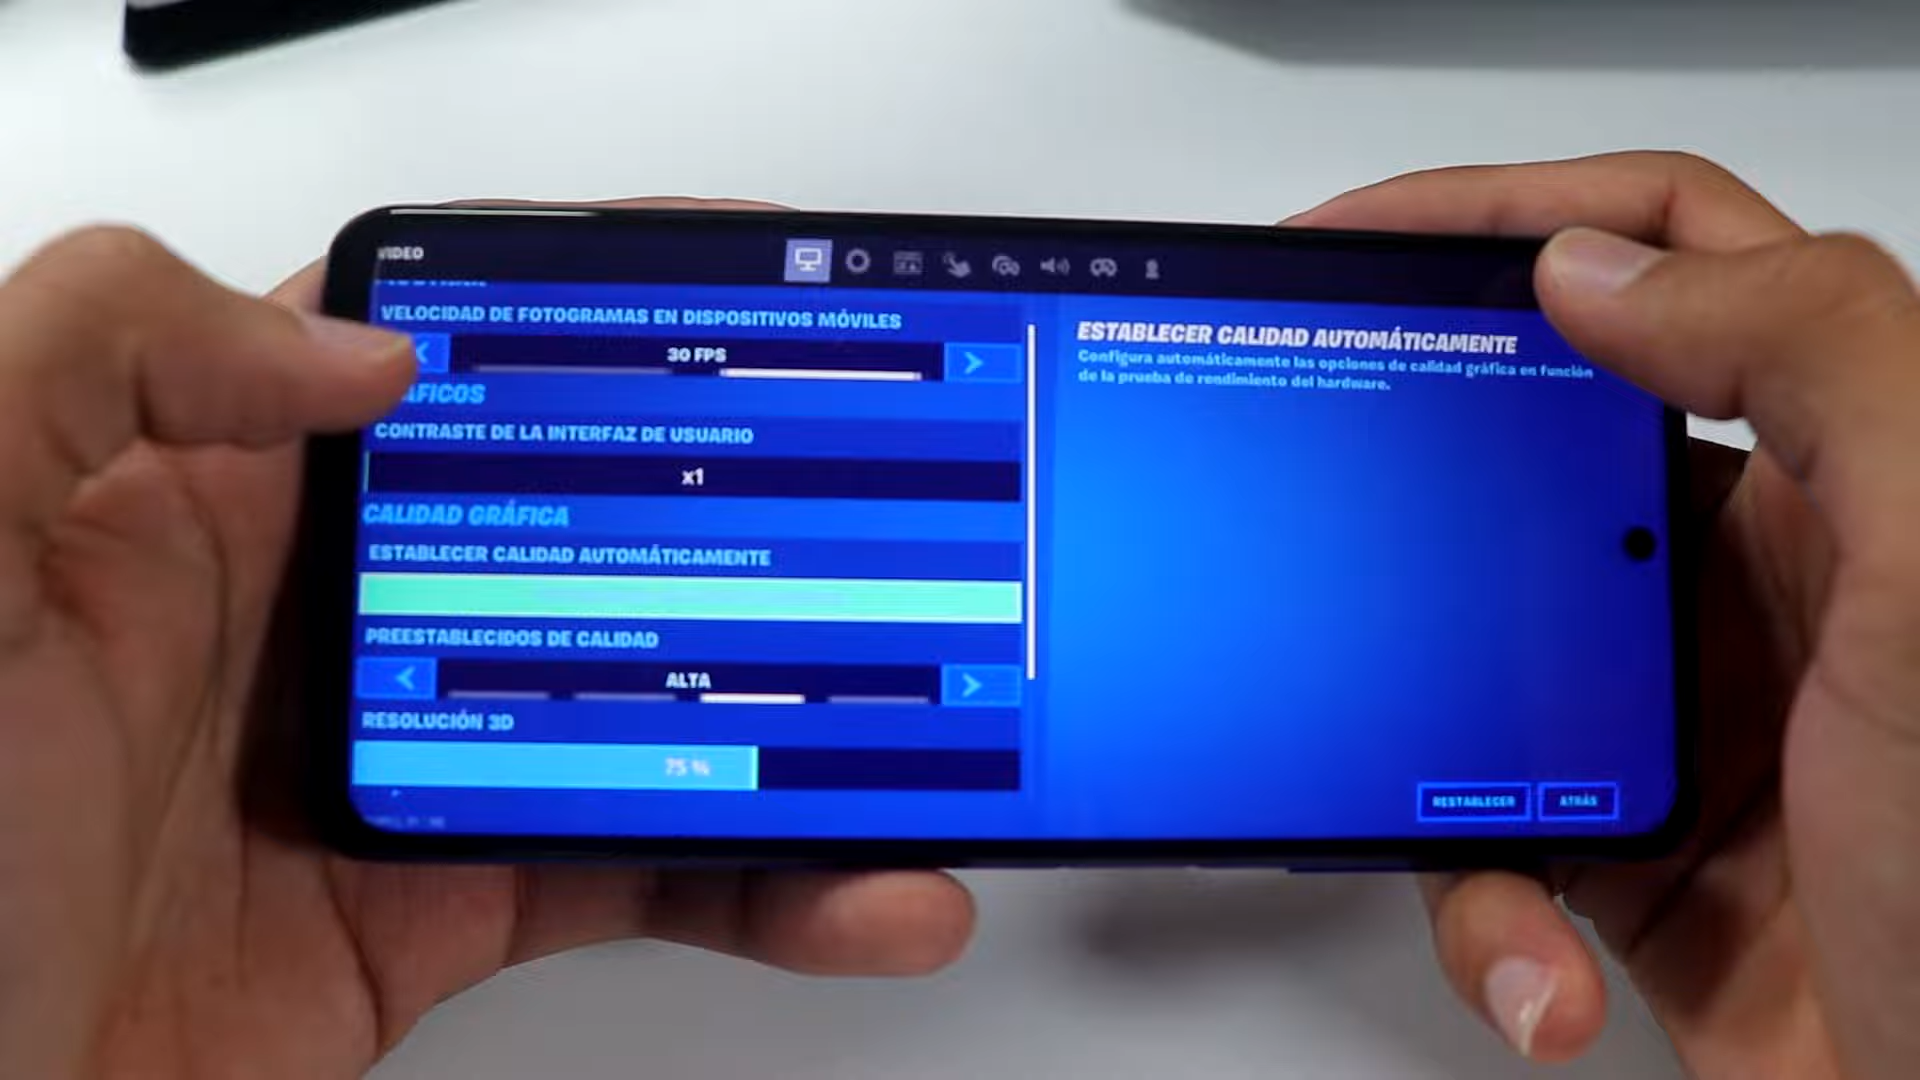 VIDEO
VELOCIDAD DE FOTOGRAMAS EN DISPOSITIVOS MÓVILES
30 FPS
ÁFICOS
CONTRASTE DE LA INTERFAZ DE USUARIO
x1
CALIDAD GRÁFICA
ESTABLECER CALIDAD AUTOMÁTICAMENTE
PREESTABLECIDOS DE CALIDAD
ALTA
RESOLUCIÓN 3D
75 %
ESTABLECER CALIDAD AUTOMÁTICAMENTE
Configura automáticamente las opciones de calidad gráfica en función
de la prueba de rendimiento del hardware.
RESTABLECER
ATRÁS